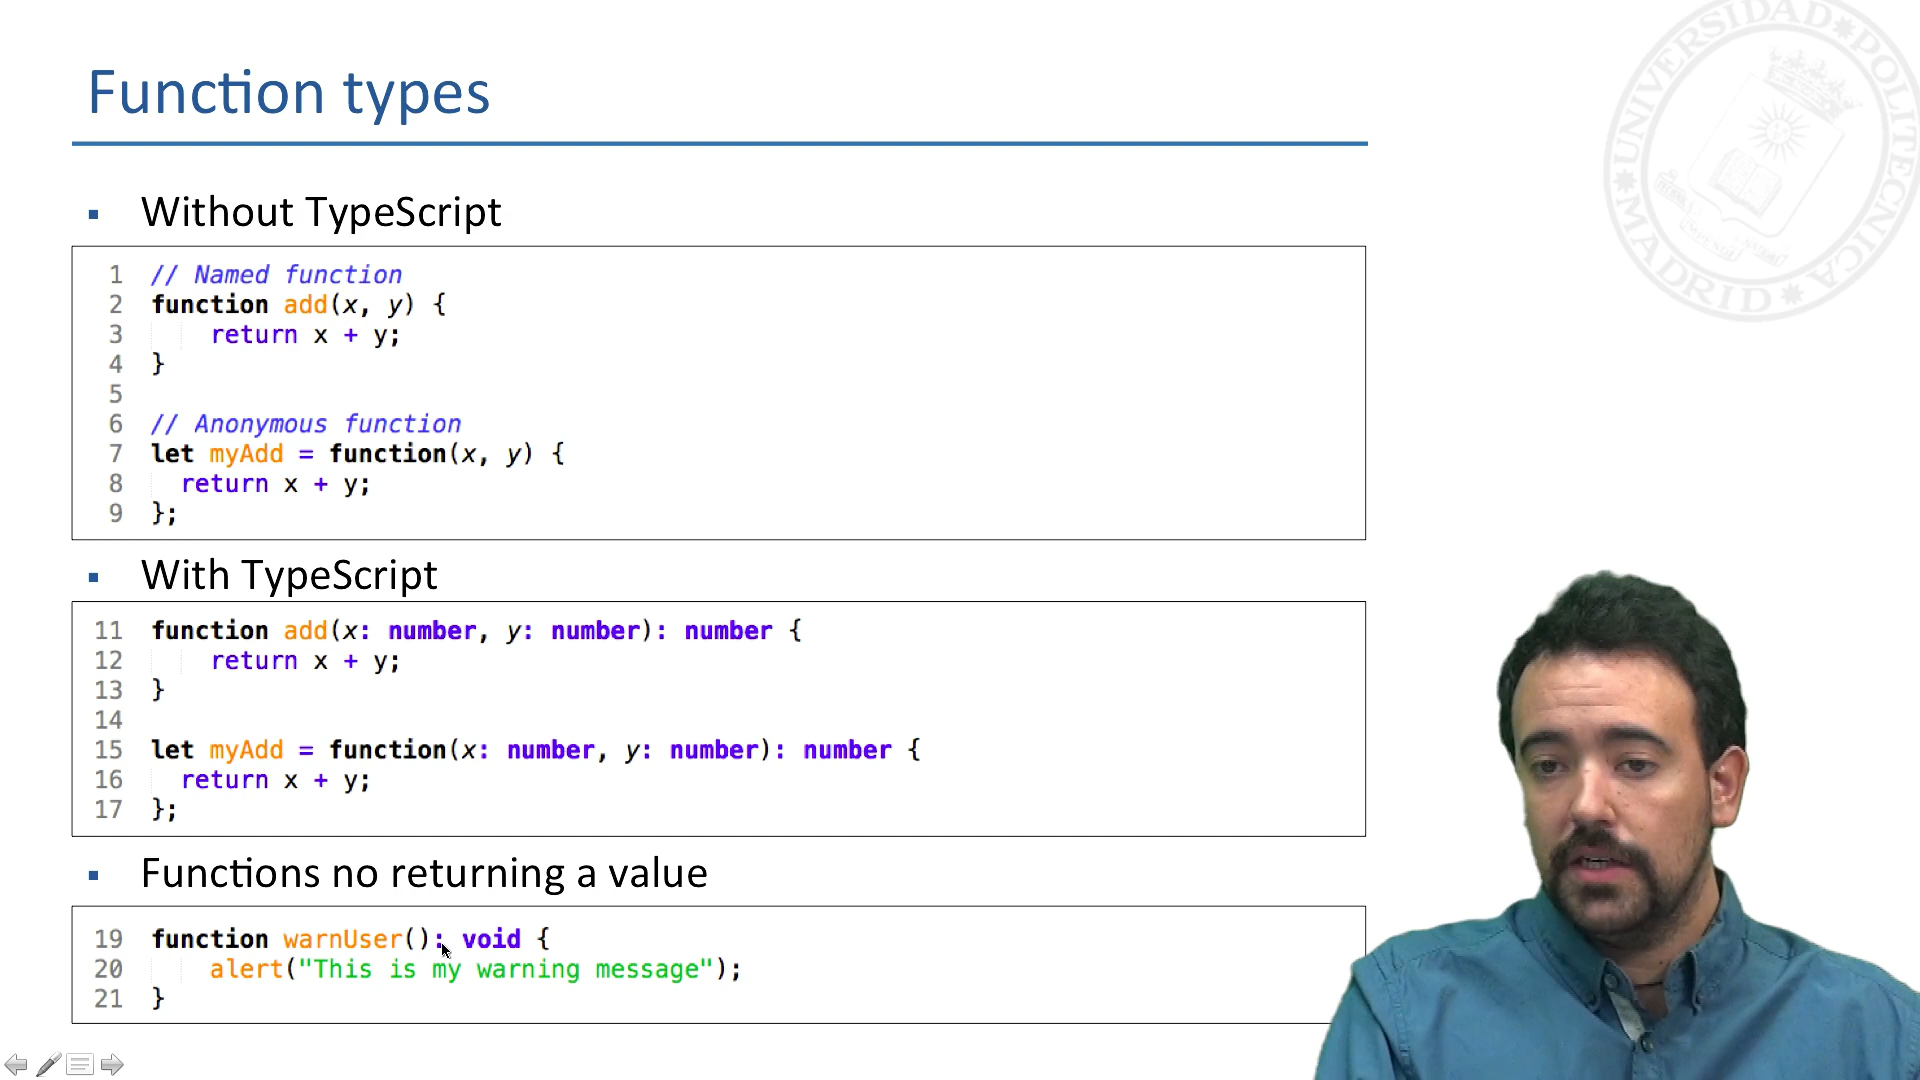 Function types
Without TypeScript
1 // Named function
2 function add(x, y) {
3 return x + y;
4 }
5
6 // Anonymous function
7 let myAdd = function(x, y) {
8 return x + y;
9 };
With TypeScript
11 function add(x: number, y: number): number {
12 return x + y;
13 }
14
15 let myAdd = function(x: number, y: number): number {
16 return x + y;
17 };
Functions no returning a value
19 function warnUser(): void {
20 alert("This is my warning message");
21 }
UNIVERSIDAD POLITECNICA
MADRID